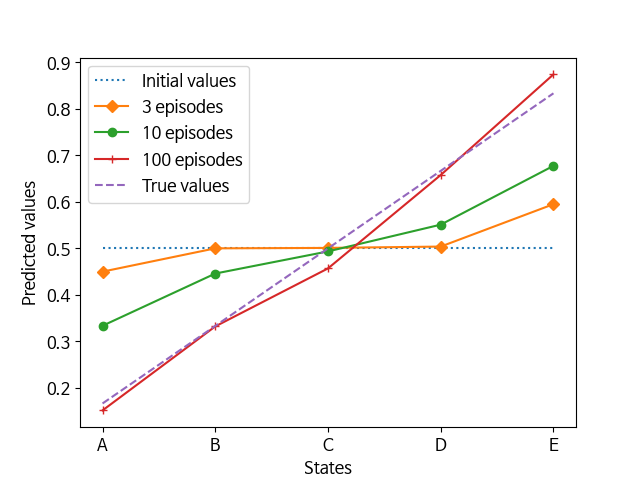 0.9
0.8
0.7
0.6
0.5
0.4
0.3
0.2
Predicted values
Initial values
3 episodes
10 episodes
100 episodes
True values
A B C D E
States